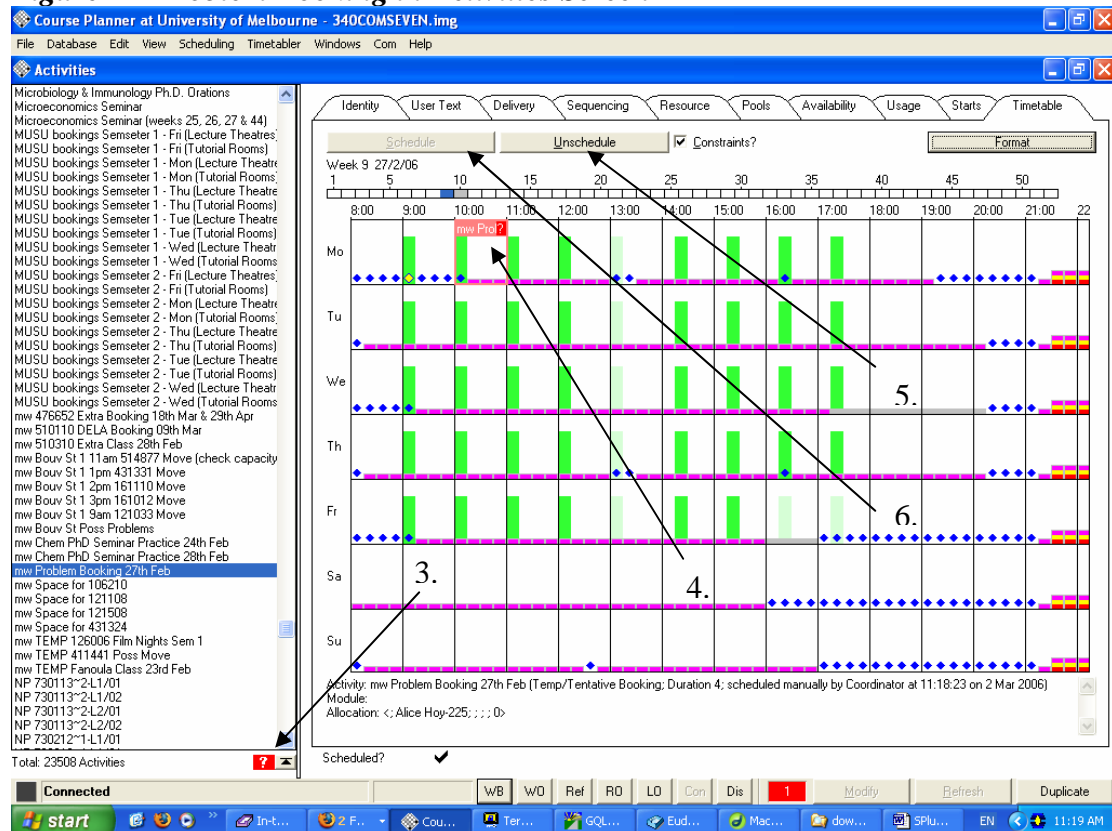 Course Planner at University of Melbourne - 340COMSEVEN.img
File Database Edit View Scheduling Timetabler Windows Com Help
Activities
Microbiology & Immunology Ph.D. Orations
Microeconomics Seminar
Microeconomics Seminar (weeks 25, 26, 27 & 44)
MUSU bookings Semseter 1 - Fri (Lecture Theatres)
MUSU bookings Semseter 1 - Fri (Tutorial Rooms)
MUSU bookings Semseter 1 - Mon (Lecture Theatre
MUSU bookings Semseter 1 - Mon (Tutorial Rooms)
MUSU bookings Semseter 1 - Thu (Lecture Theatre
MUSU bookings Semseter 1 - Thu (Tutorial Rooms)
MUSU bookings Semseter 1 - Tue (Lecture Theatre
MUSU bookings Semseter 1 - Tue (Tutorial Rooms)
MUSU bookings Semseter 1 - Wed (Lecture Theatr
MUSU bookings Semseter 1 - Wed (Tutorial Rooms
MUSU bookings Semseter 2 - Fri (Lecture Theatres)
MUSU bookings Semseter 2 - Fri (Tutorial Rooms)
MUSU bookings Semseter 2 - Mon (Lecture Theatre
MUSU bookings Semseter 2 - Mon (Tutorial Rooms)
MUSU bookings Semseter 2 - Thu (Lecture Theatre
MUSU bookings Semseter 2 - Thu (Tutorial Rooms)
MUSU bookings Semseter 2 - Tue (Lecture Theatre
MUSU bookings Semseter 2 - Tue (Tutorial Rooms)
MUSU bookings Semseter 2 - Wed (Lecture Theatr
MUSU bookings Semseter 2 - Wed (Tutorial Rooms
mw 476652 Extra Booking 18th Mar & 29th Apr
mw 510110 DELA Booking 09th Mar
mw 510310 Extra Class 28th Feb
mw Bouv St 1 11am 514877 Move (check capacity
mw Bouv St 1 1pm 431331 Move
mw Bouv St 1 2pm 161110 Move
mw Bouv St 1 3pm 161012 Move
mw Bouv St 1 9am 121033 Move
mw Bouv St Poss Problems
mw Chem PhD Seminar Practice 24th Feb
mw Chem PhD Seminar Practice 28th Feb
mw Problem Booking 27th Feb
mw Space for 106210
mw Space for 121108
mw Space for 121508
mw Space for 431324
mw TEMP 126006 Film Nights Sem 1
mw TEMP 411441 Poss Move
mw TEMP Fanoula Class 23rd Feb
NP 730113~2-L1/01
NP 730113~2-L1/02
NP 730113~2-L2/01
NP 730113~2-L2/02
NP 730212~1-L1/01
Total: 23508 Activities ?
Identity User Text Delivery Sequencing Resource Pools Availability Usage Starts Timetable
Schedule Unschedule Constraints? Format
Week 9 27/2/06
1 5 10 15 20 25 30 35 40 45 50
8:00 9:00 10:00 11:00 12:00 13:00 14:00 15:00 16:00 17:00 18:00 19:00 20:00 21:00 22
mw Prol ?
Mo
Tu
We
5.
Th
Fr
6.
Sa
3.
4.
Su
Activity: mw Problem Booking 27th Feb (Temp/Tentative Booking; Duration 4; scheduled manually by Coordinator at 11:18:23 on 2 Mar 2006)
Module:
Allocation: <; Alice Hoy-225; ; ; ; 0>
Scheduled?
Connected WB WO Ref RO LO Con Dis 1 Modify Refresh Duplicate
start In-t... 2 F... Cou... Ter... GQL... Eud... Mac... dow... SPlu... EN 11:19 AM